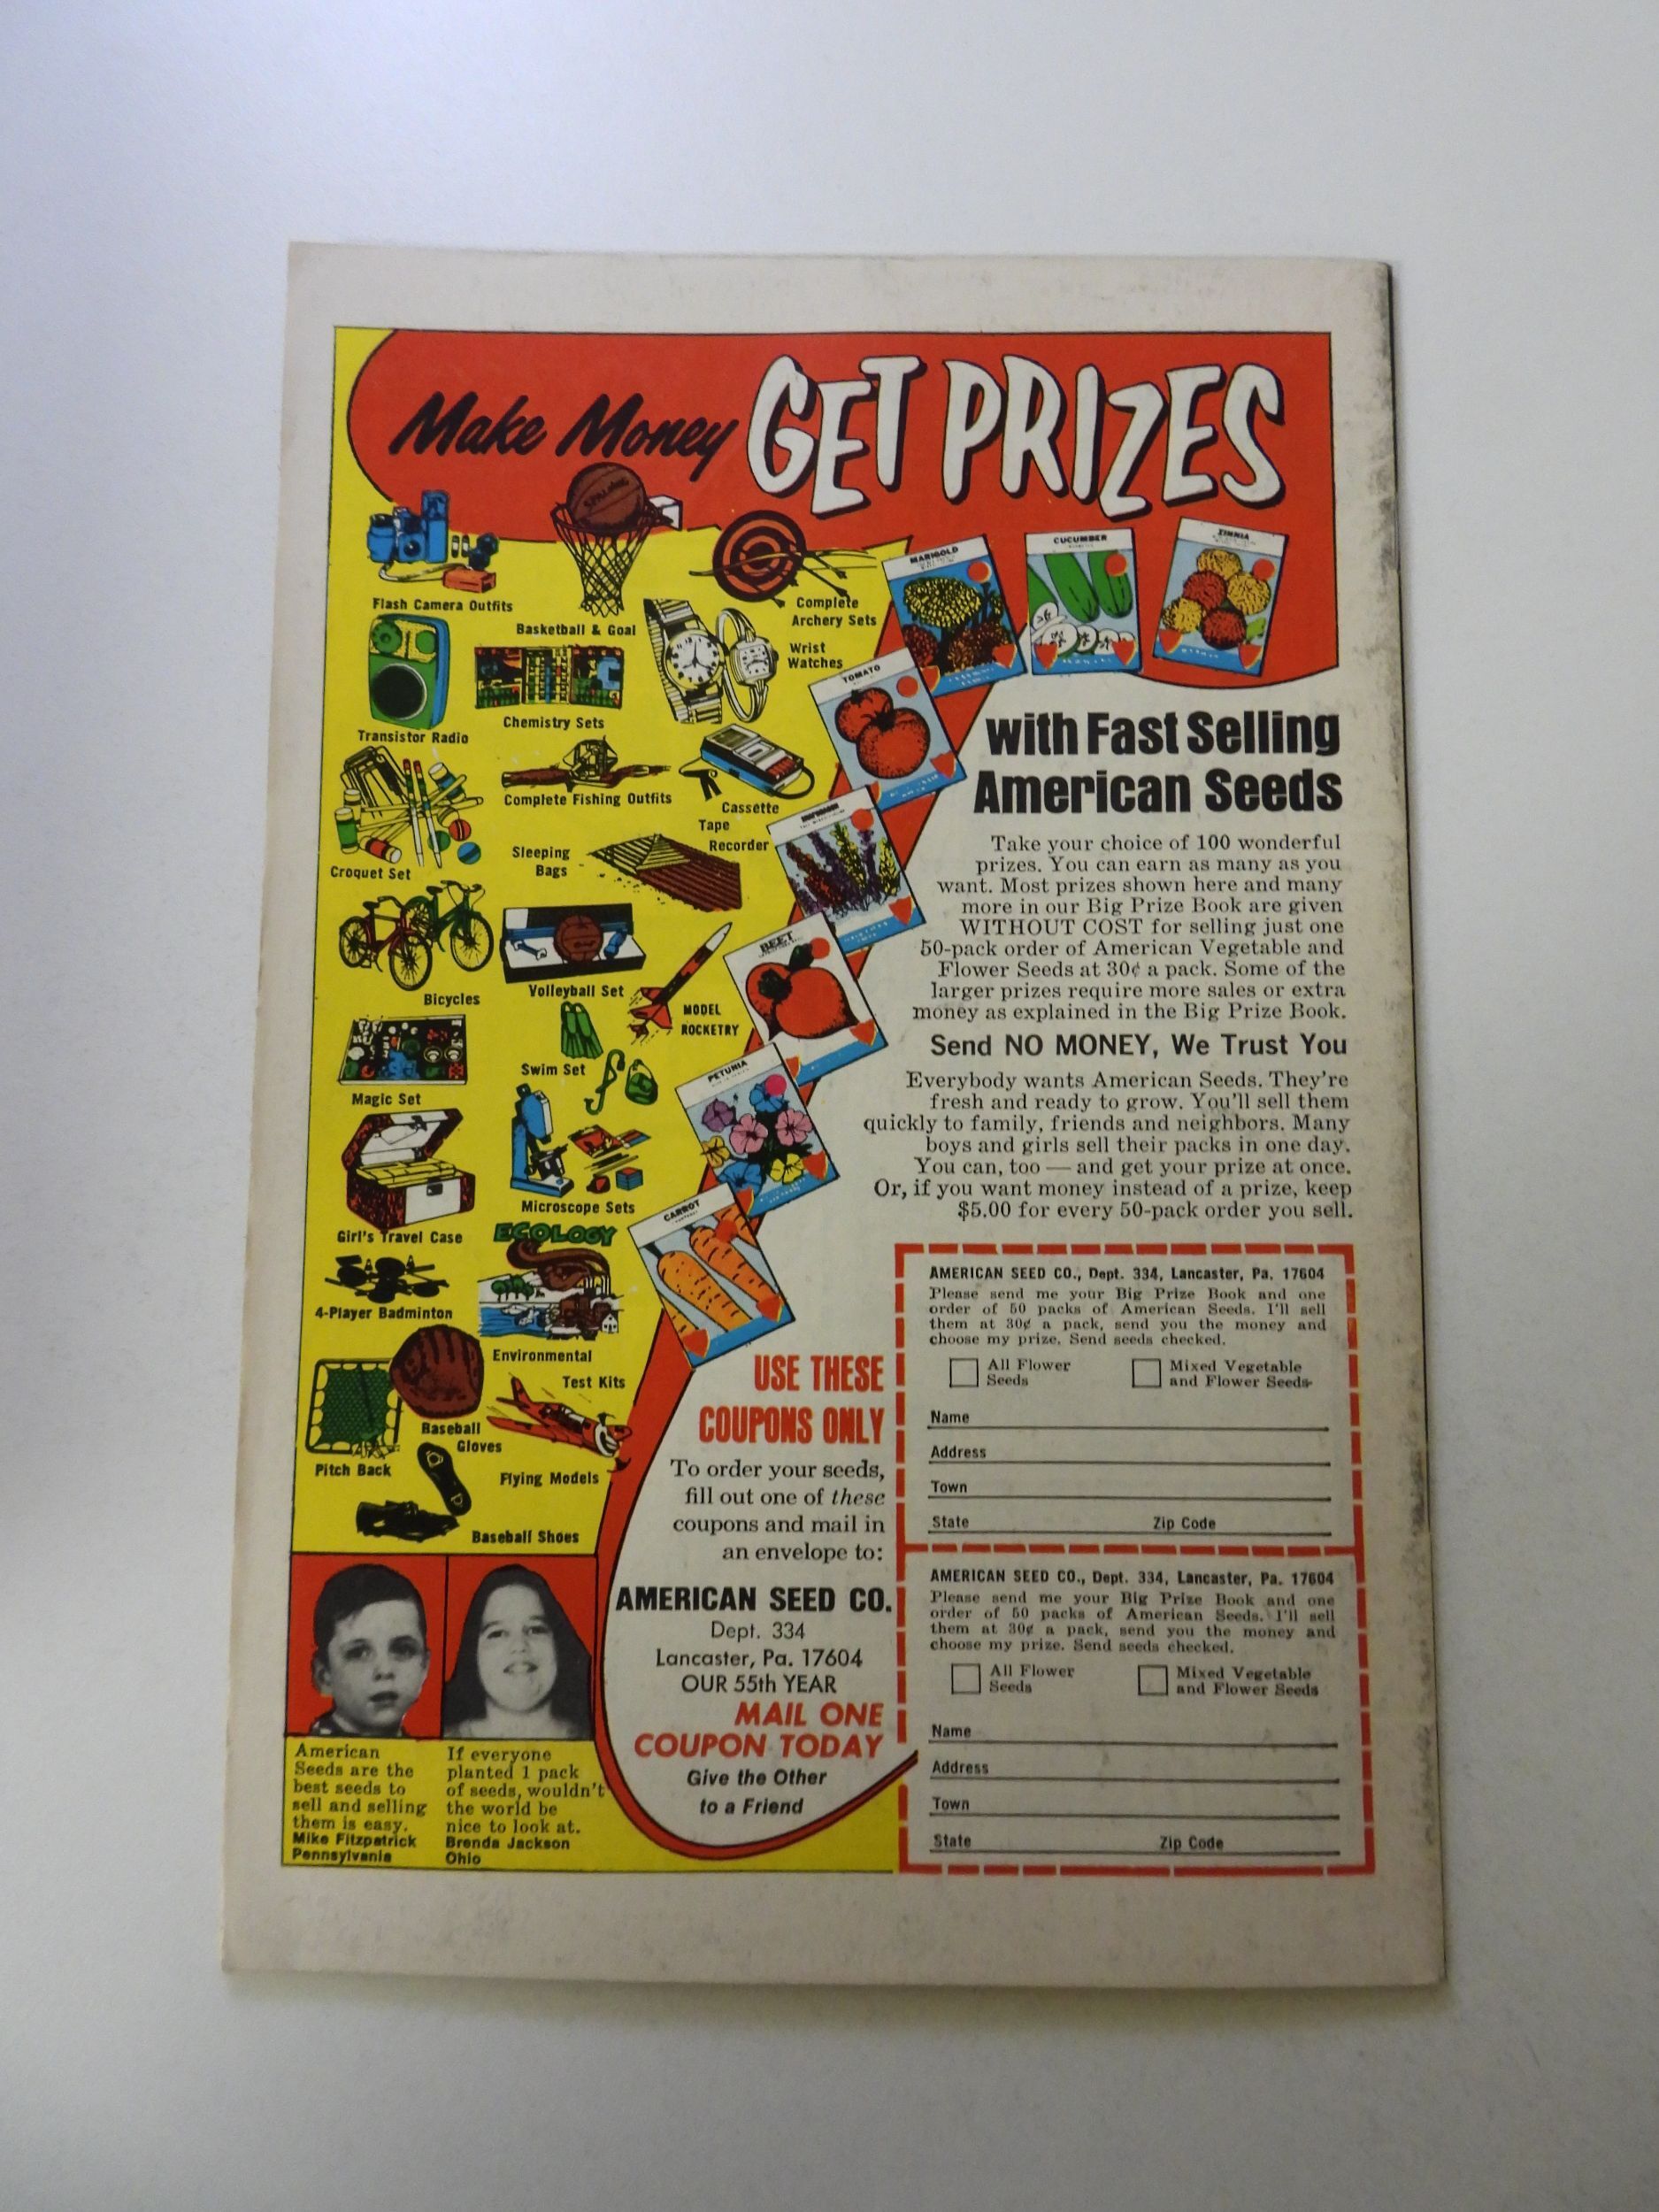 Make Money GET PRIZES
SPALDING
Flash Camera Outfits
Basketball & Goal
Complete
Archery Sets
Wrist
Watches
Transistor Radio
Chemistry Sets
Complete Fishing Outfits
Cassette
Tape
Recorder
Croquet Set
Sleeping
Bags
Bicycles
Volleyball Set
MODEL
ROCKETRY
Magic Set
Swim Set
Girl's Travel Case
Microscope Sets
ECOLOGY
4-Player Badminton
Environmental
Test Kits
Pitch Back
Baseball
Gloves
Flying Models
Baseball Shoes
MARIGOLD
CUCUMBER
ZINNIA
TOMATO
BEET
PETUNIA
CARROT
with Fast Selling
American Seeds
Take your choice of 100 wonderful
prizes. You can earn as many as you
want. Most prizes shown here and many
more in our Big Prize Book are given
WITHOUT COST for selling just one
50-pack order of American Vegetable and
Flower Seeds at 30¢ a pack. Some of the
larger prizes require more sales or extra
money as explained in the Big Prize Book.
Send NO MONEY, We Trust You
Everybody wants American Seeds. They're
fresh and ready to grow. You'll sell them
quickly to family, friends and neighbors. Many
boys and girls sell their packs in one day.
You can, too — and get your prize at once.
Or, if you want money instead of a prize, keep
$5.00 for every 50-pack order you sell.
USE THESE
COUPONS ONLY
To order your seeds,
fill out one of these
coupons and mail in
an envelope to:
AMERICAN SEED CO.
Dept. 334
Lancaster, Pa. 17604
OUR 55th YEAR
MAIL ONE
COUPON TODAY
Give the Other
to a Friend
AMERICAN SEED CO., Dept. 334, Lancaster, Pa. 17604
Please send me your Big Prize Book and one
order of 50 packs of American Seeds. I'll sell
them at 30¢ a pack, send you the money and
choose my prize. Send seeds checked.
All Flower
Seeds
Mixed Vegetable
and Flower Seeds
Name
Address
Town
State Zip Code
AMERICAN SEED CO., Dept. 334, Lancaster, Pa. 17604
Please send me your Big Prize Book and one
order of 50 packs of American Seeds. I'll sell
them at 30¢ a pack, send you the money and
choose my prize. Send seeds checked.
All Flower
Seeds
Mixed Vegetable
and Flower Seeds
Name
Address
Town
State Zip Code
American
Seeds are the
best seeds to
sell and selling
them is easy.
Mike Fitzpatrick
Pennsylvania
If everyone
planted 1 pack
of seeds, wouldn't
the world be
nice to look at.
Brenda Jackson
Ohio